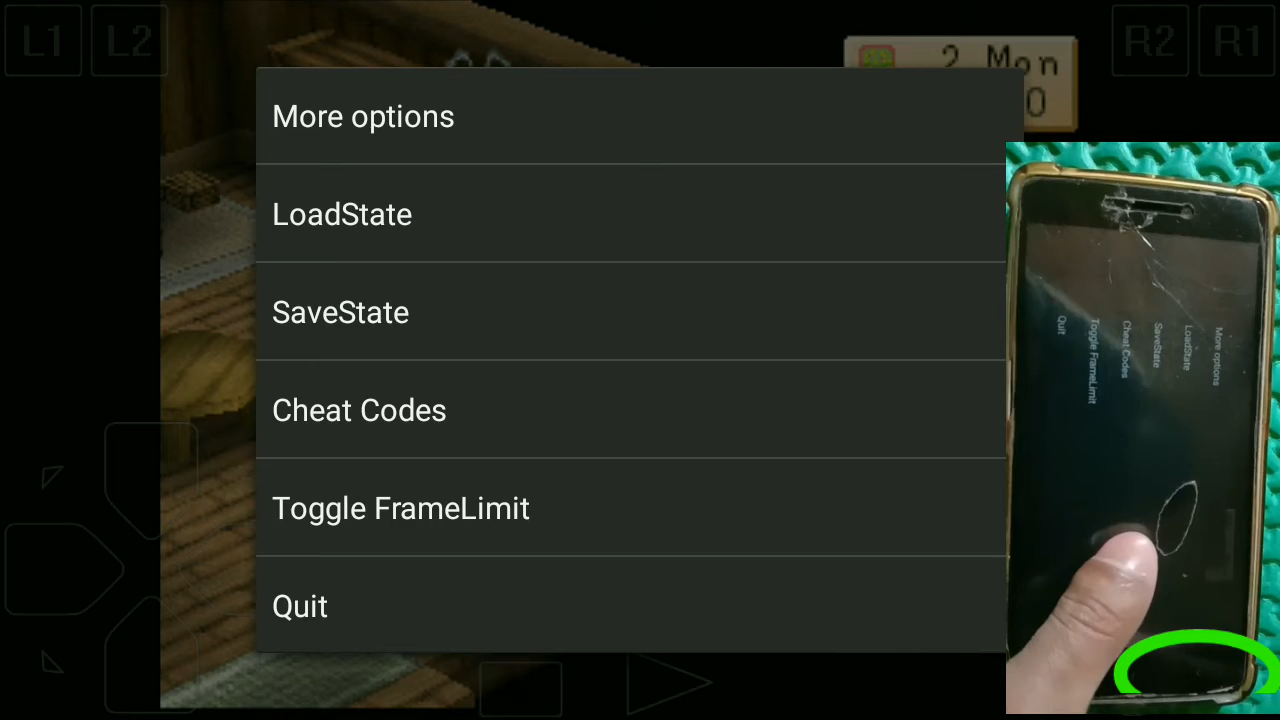 L1 L2
R2 R1
2 Mon
0
More options
LoadState
SaveState
Cheat Codes
Toggle FrameLimit
Quit
More options
LoadState
SaveState
Cheat Codes
Toggle FrameLimit
Quit